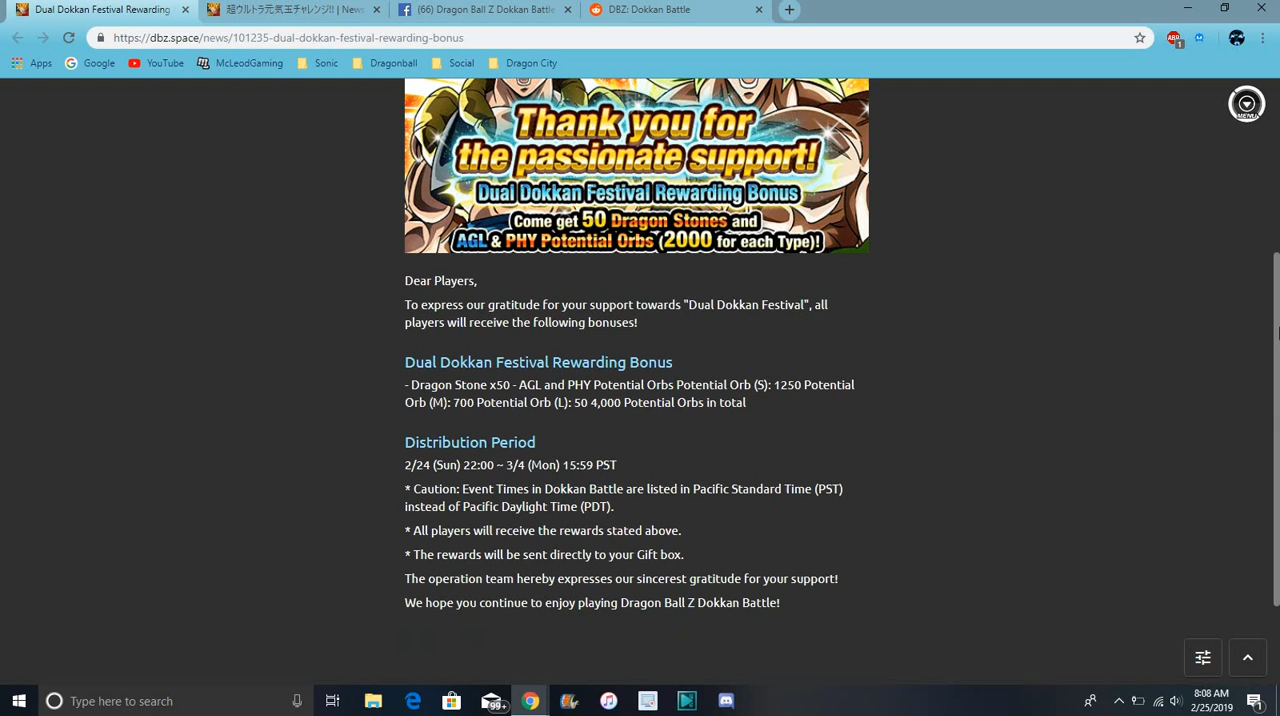 Dual Dokkan Festival Rewarding
超ウルトラ元気玉チャレンジ!! | News
(66) Dragon Ball Z Dokkan Battle
DBZ: Dokkan Battle
https://dbz.space/news/101235-dual-dokkan-festival-rewarding-bonus
ABP
1
Apps
Google
YouTube
McLeodGaming
Sonic
Dragonball
Social
Dragon City
MENU
Thank you for
the passionate support!
Dual Dokkan Festival Rewarding Bonus
Come get 50 Dragon Stones and
AGL & PHY Potential Orbs (2000 for each Type)!
Dear Players,
To express our gratitude for your support towards "Dual Dokkan Festival", all
players will receive the following bonuses!
Dual Dokkan Festival Rewarding Bonus
- Dragon Stone x50 - AGL and PHY Potential Orbs Potential Orb (S): 1250 Potential
Orb (M): 700 Potential Orb (L): 50 4,000 Potential Orbs in total
Distribution Period
2/24 (Sun) 22:00 ~ 3/4 (Mon) 15:59 PST
* Caution: Event Times in Dokkan Battle are listed in Pacific Standard Time (PST)
instead of Pacific Daylight Time (PDT).
* All players will receive the rewards stated above.
* The rewards will be sent directly to your Gift box.
The operation team hereby expresses our sincerest gratitude for your support!
We hope you continue to enjoy playing Dragon Ball Z Dokkan Battle!
Type here to search
99+
8:08 AM
2/25/2019
1